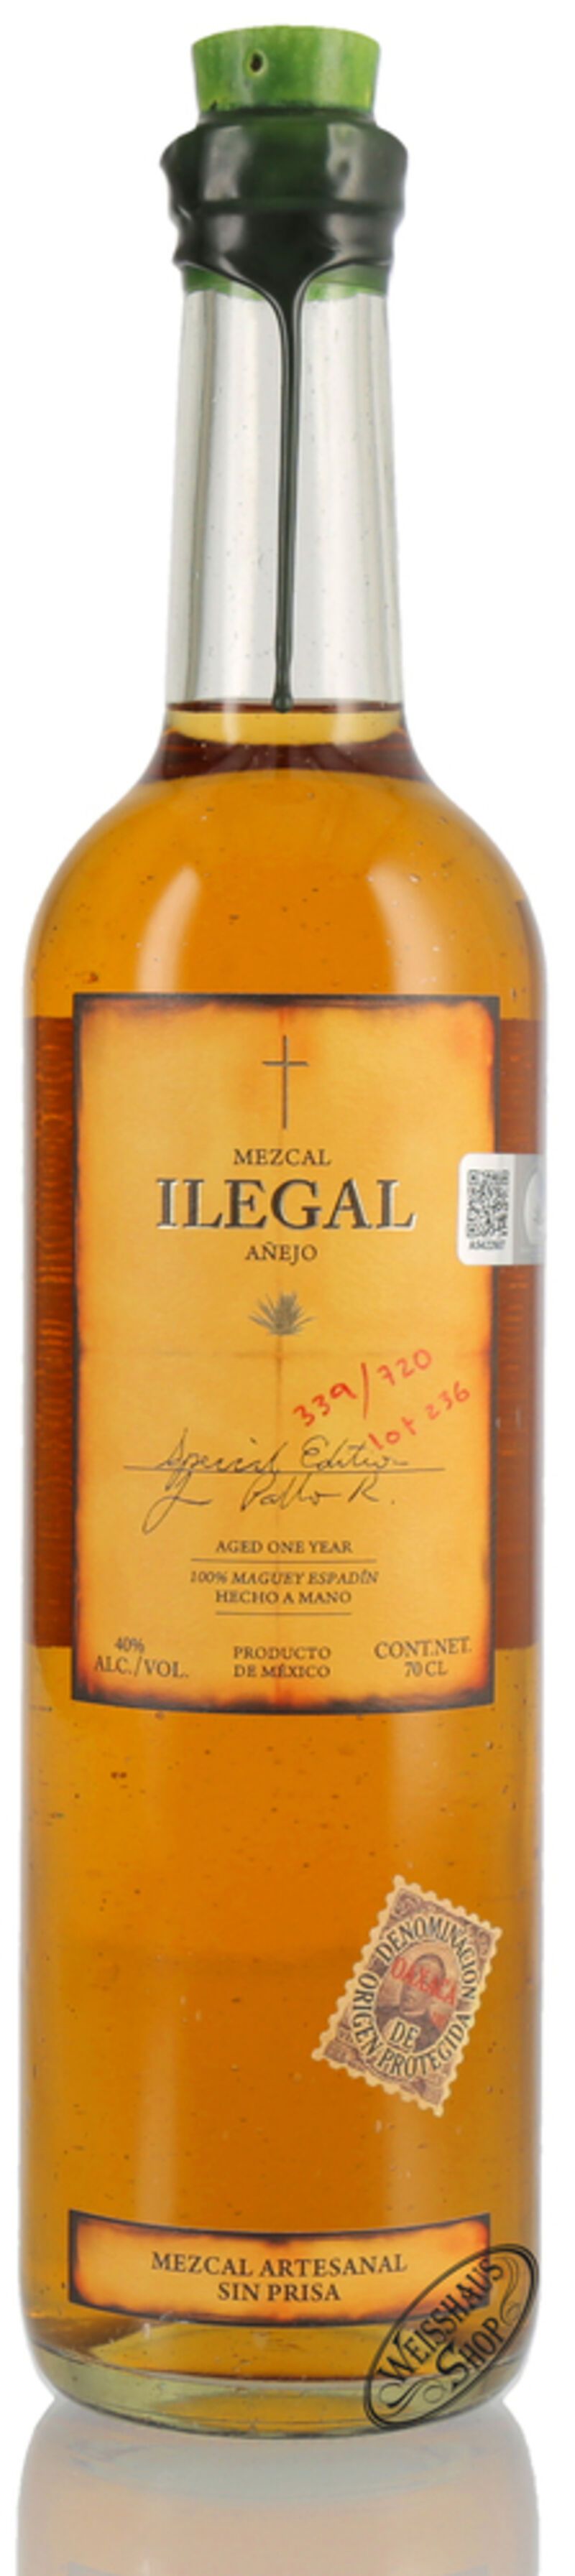 MEZCAL
ILEGAL
AÑEJO
339/720
lot 236
Special Edition
AGED ONE YEAR
100% MAGUEY ESPADÍN
HECHO A MANO
40%
ALC./VOL.
PRODUCTO
DE MÉXICO
CONT.NET.
70 CL
DENOMINACIÓN
DE
ORIGEN PROTEGIDA
OAXACA
MEZCAL ARTESANAL
SIN PRISA
WEISSHAUS
SHOP